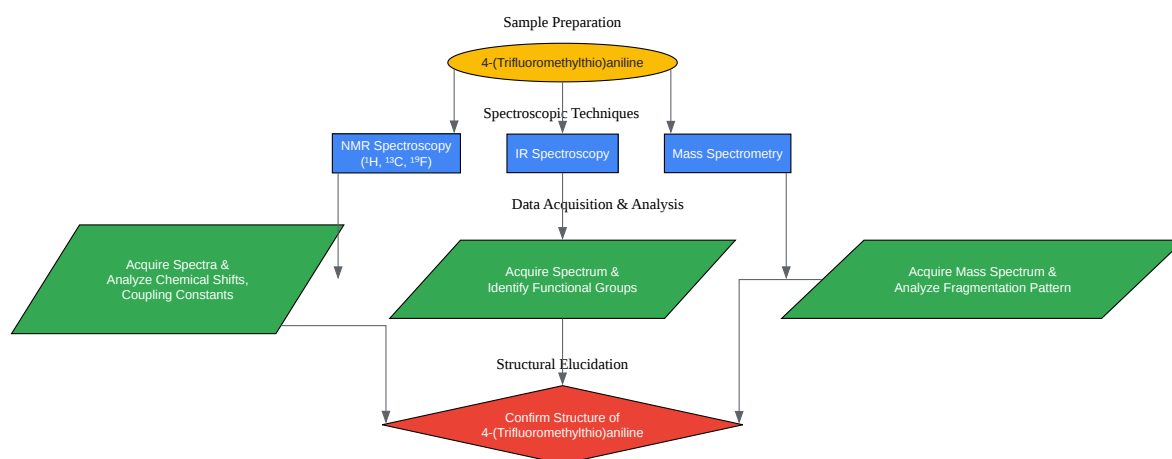 Sample Preparation
4-(Trifluoromethylthio)aniline
Spectroscopic Techniques
NMR Spectroscopy
(¹H, ¹³C, ¹⁹F)
IR Spectroscopy
Mass Spectrometry
Data Acquisition & Analysis
Acquire Spectra &
Analyze Chemical Shifts,
Coupling Constants
Acquire Spectrum &
Identify Functional Groups
Acquire Mass Spectrum &
Analyze Fragmentation Pattern
Structural Elucidation
Confirm Structure of
4-(Trifluoromethylthio)aniline